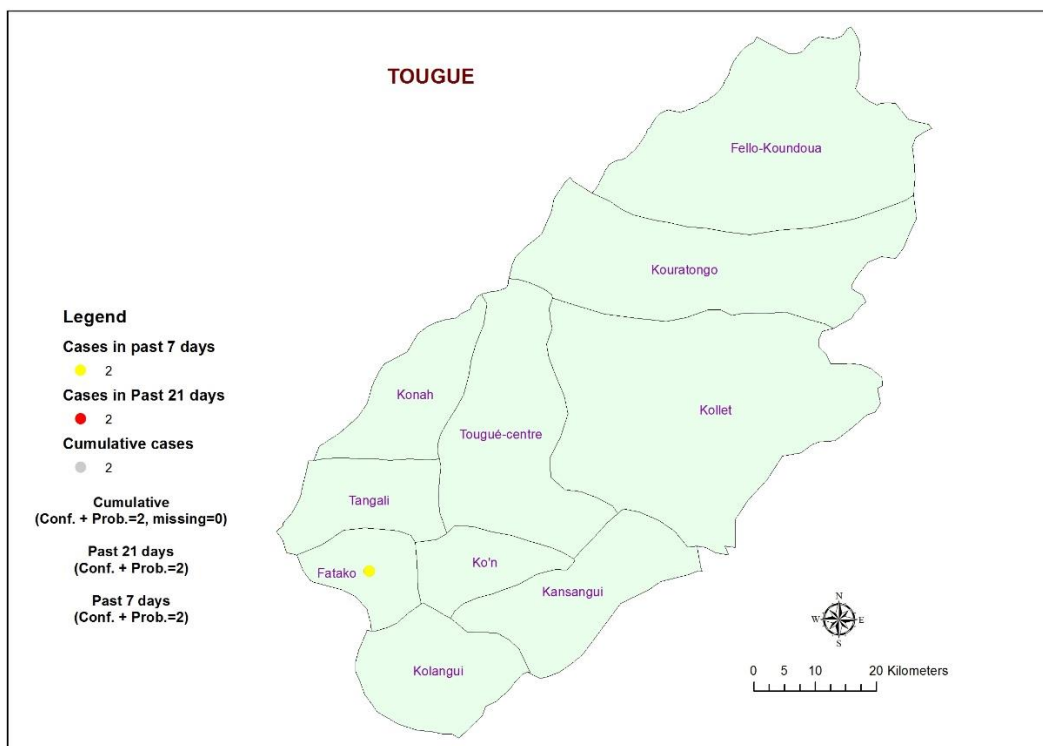 TOUGUE
Fello-Koundoua
Kouratongo
Legend
Cases in past 7 days
2
Cases in Past 21 days
2
Cumulative cases
2
Cumulative
(Conf. + Prob.=2, missing=0)
Past 21 days
(Conf. + Prob.=2)
Past 7 days
(Conf. + Prob.=2)
Konah
Kollet
Tougué-centre
Tangali
Ko'n
Fatako
Kansangui
Kolangui
N
W E
S
0 5 10 20 Kilometers